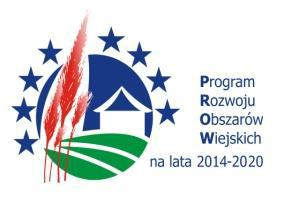 Program
Rozwoju
Obszarów
Wiejskich
na lata 2014-2020